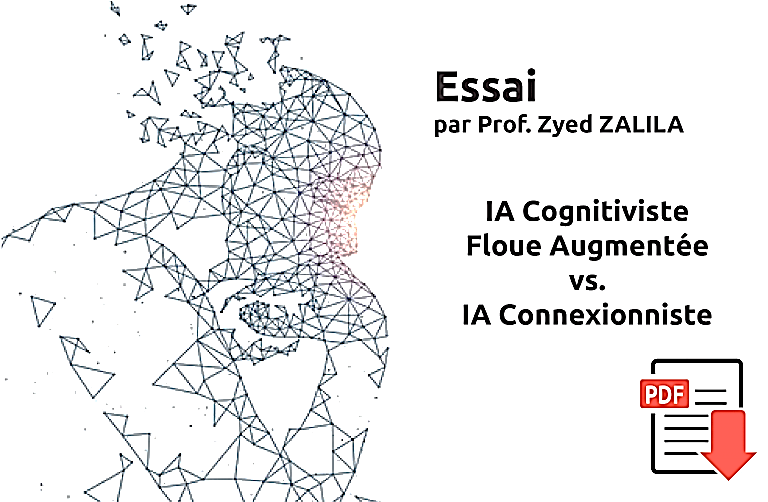 Essai
par Prof. Zyed ZALILA
IA Cognitiviste
Floue Augmentée
vs.
IA Connexionniste
PDF